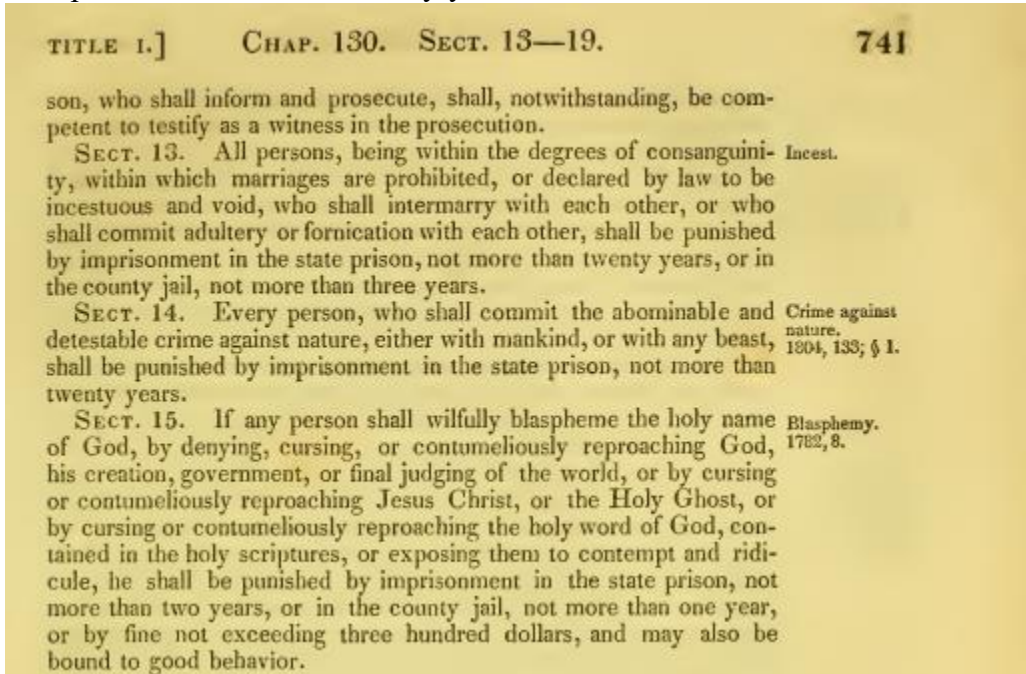 TITLE I.] CHAP. 130. SECT. 13—19. 741
son, who shall inform and prosecute, shall, notwithstanding, be com-
petent to testify as a witness in the prosecution.
SECT. 13. All persons, being within the degrees of consanguini- Incest.
ty, within which marriages are prohibited, or declared by law to be
incestuous and void, who shall intermarry with each other, or who
shall commit adultery or fornication with each other, shall be punished
by imprisonment in the state prison, not more than twenty years, or in
the county jail, not more than three years.
SECT. 14. Every person, who shall commit the abominable and Crime against
detestable crime against nature, either with mankind, or with any beast, nature.
1804, 133; § 1.
shall be punished by imprisonment in the state prison, not more than
twenty years.
SECT. 15. If any person shall wilfully blaspheme the holy name Blasphemy.
of God, by denying, cursing, or contumeliously reproaching God, 1782, 8.
his creation, government, or final judging of the world, or by cursing
or contumeliously reproaching Jesus Christ, or the Holy Ghost, or
by cursing or contumeliously reproaching the holy word of God, con-
tained in the holy scriptures, or exposing them to contempt and ridi-
cule, he shall be punished by imprisonment in the state prison, not
more than two years, or in the county jail, not more than one year,
or by fine not exceeding three hundred dollars, and may also be
bound to good behavior.